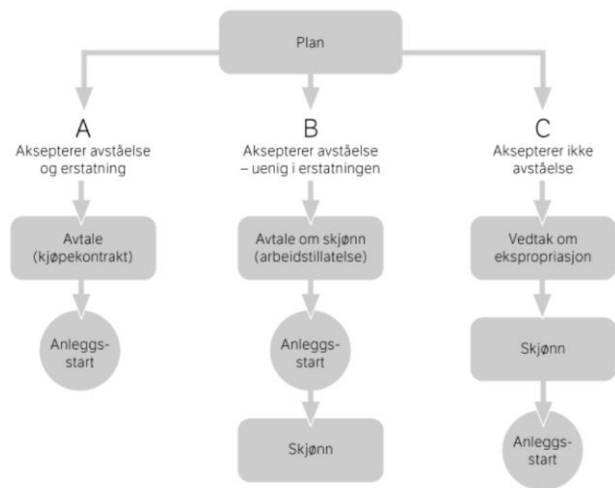 Plan
A
Aksepterer avståelse
og erstatning
Avtale
(kjøpekontrakt)
Anleggs-
start
B
Aksepterer avståelse
– uenig i erstatningen
Avtale om skjønn
(arbeidstillatelse)
Anleggs-
start
Skjønn
C
Aksepterer ikke
avståelse
Vedtak om
ekspropriasjon
Skjønn
Anleggs-
start